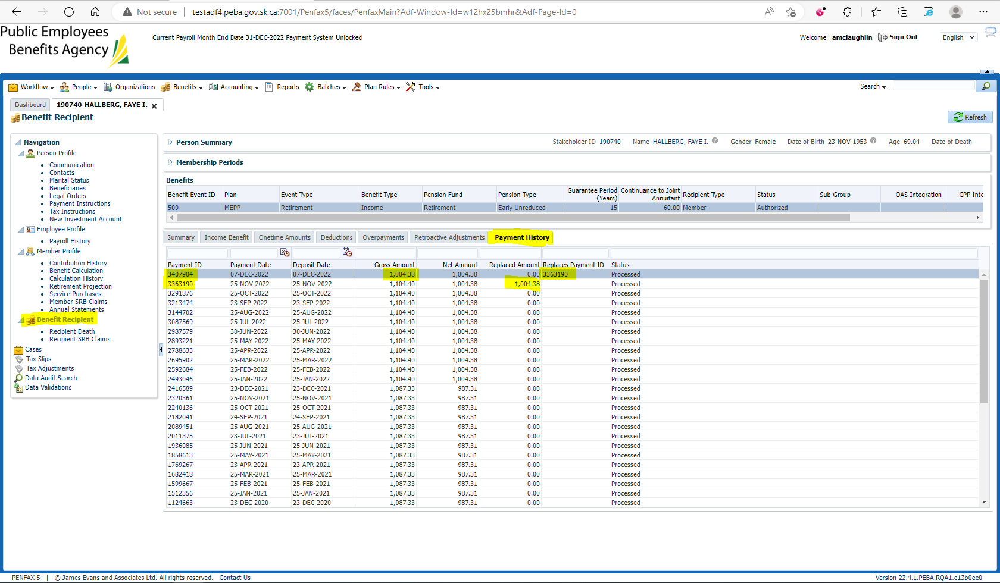 Not secure | testadf4.peba.gov.sk.ca:7001/Penfax5/faces/PenfaxMain?Adf-Window-Id=w12hx25bmhr&Adf-Page-Id=0
Public Employees
Benefits Agency
Current Payroll Month End Date 31-DEC-2022 Payment System Unlocked
Welcome amclaughlin Sign Out English
Workflow People Organizations Benefits Accounting Reports Batches Plan Rules Tools Search
Dashboard 190740-HALLBERG, FAYE I.
Benefit Recipient Refresh
Navigation
Person Profile
Communication
Contacts
Marital Status
Beneficiaries
Legal Orders
Payment Instructions
Tax Instructions
New Investment Account
Employee Profile
Payroll History
Member Profile
Contribution History
Benefit Calculation
Calculation History
Retirement Projection
Service Purchases
Member SRB Claims
Annual Statements
Benefit Recipient
Recipient Death
Recipient SRB Claims
Cases
Tax Slips
Tax Adjustments
Data Audit Search
Data Validations
Person Summary Stakeholder ID 190740 Name HALLBERG, FAYE I. Gender Female Date of Birth 23-NOV-1953 Age 69.04 Date of Death
Membership Periods
Benefits
Benefit Event ID Plan Event Type Benefit Type Pension Fund Pension Type Guarantee Period (Years) Continuance to Joint Annuitant Recipient Type Status Sub-Group OAS Integration CPP Inte
509 MEPP Retirement Income Retirement Early Unreduced 15 60.00 Member Authorized
Summary Income Benefit Onetime Amounts Deductions Overpayments Retroactive Adjustments Payment History
Payment ID Payment Date Deposit Date Gross Amount Net Amount Replaced Amount Replaces Payment ID Status
3407904 07-DEC-2022 07-DEC-2022 1,004.38 1,004.38 0.00 3363190 Processed
3363190 25-NOV-2022 25-NOV-2022 1,104.40 1,004.38 1,004.38 Processed
3291876 25-OCT-2022 25-OCT-2022 1,104.40 1,004.38 0.00 Processed
3213474 23-SEP-2022 23-SEP-2022 1,104.40 1,004.38 0.00 Processed
3144702 25-AUG-2022 25-AUG-2022 1,104.40 1,004.38 0.00 Processed
3087569 25-JUL-2022 25-JUL-2022 1,104.40 1,004.38 0.00 Processed
2987579 30-JUN-2022 30-JUN-2022 1,104.40 1,004.38 0.00 Processed
2893221 25-MAY-2022 25-MAY-2022 1,104.40 1,004.38 0.00 Processed
2788633 25-APR-2022 25-APR-2022 1,104.40 1,004.38 0.00 Processed
2695902 25-MAR-2022 25-MAR-2022 1,104.40 1,004.38 0.00 Processed
2592684 25-FEB-2022 25-FEB-2022 1,104.40 1,004.38 0.00 Processed
2493046 25-JAN-2022 25-JAN-2022 1,104.40 1,004.38 0.00 Processed
2416589 23-DEC-2021 23-DEC-2021 1,087.33 987.31 0.00 Processed
2320361 25-NOV-2021 25-NOV-2021 1,087.33 987.31 0.00 Processed
2240136 25-OCT-2021 25-OCT-2021 1,087.33 987.31 0.00 Processed
2182041 24-SEP-2021 24-SEP-2021 1,087.33 987.31 0.00 Processed
2089451 25-AUG-2021 25-AUG-2021 1,087.33 987.31 0.00 Processed
2011375 23-JUL-2021 23-JUL-2021 1,087.33 987.31 0.00 Processed
1936085 25-JUN-2021 25-JUN-2021 1,087.33 987.31 0.00 Processed
1858613 25-MAY-2021 25-MAY-2021 1,087.33 987.31 0.00 Processed
1769267 23-APR-2021 23-APR-2021 1,087.33 987.31 0.00 Processed
1682418 25-MAR-2021 25-MAR-2021 1,087.33 987.31 0.00 Processed
1599667 25-FEB-2021 25-FEB-2021 1,087.33 987.31 0.00 Processed
1512356 25-JAN-2021 25-JAN-2021 1,087.33 987.31 0.00 Processed
1124663 23-DEC-2020 23-DEC-2020 1,087.33 987.31 0.00 Processed
PENFAX 5 | © James Evans and Associates Ltd. All rights reserved. Contact Us Version 22.4.1.PEBA.RQA1.e13b0ee0